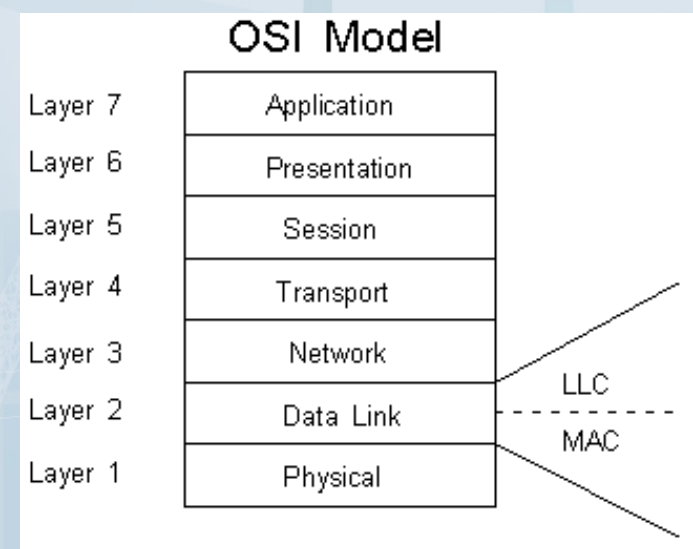 OSI Model
Layer 7 Application
Layer 6 Presentation
Layer 5 Session
Layer 4 Transport
Layer 3 Network
LLC
Layer 2 Data Link
MAC
Layer 1 Physical